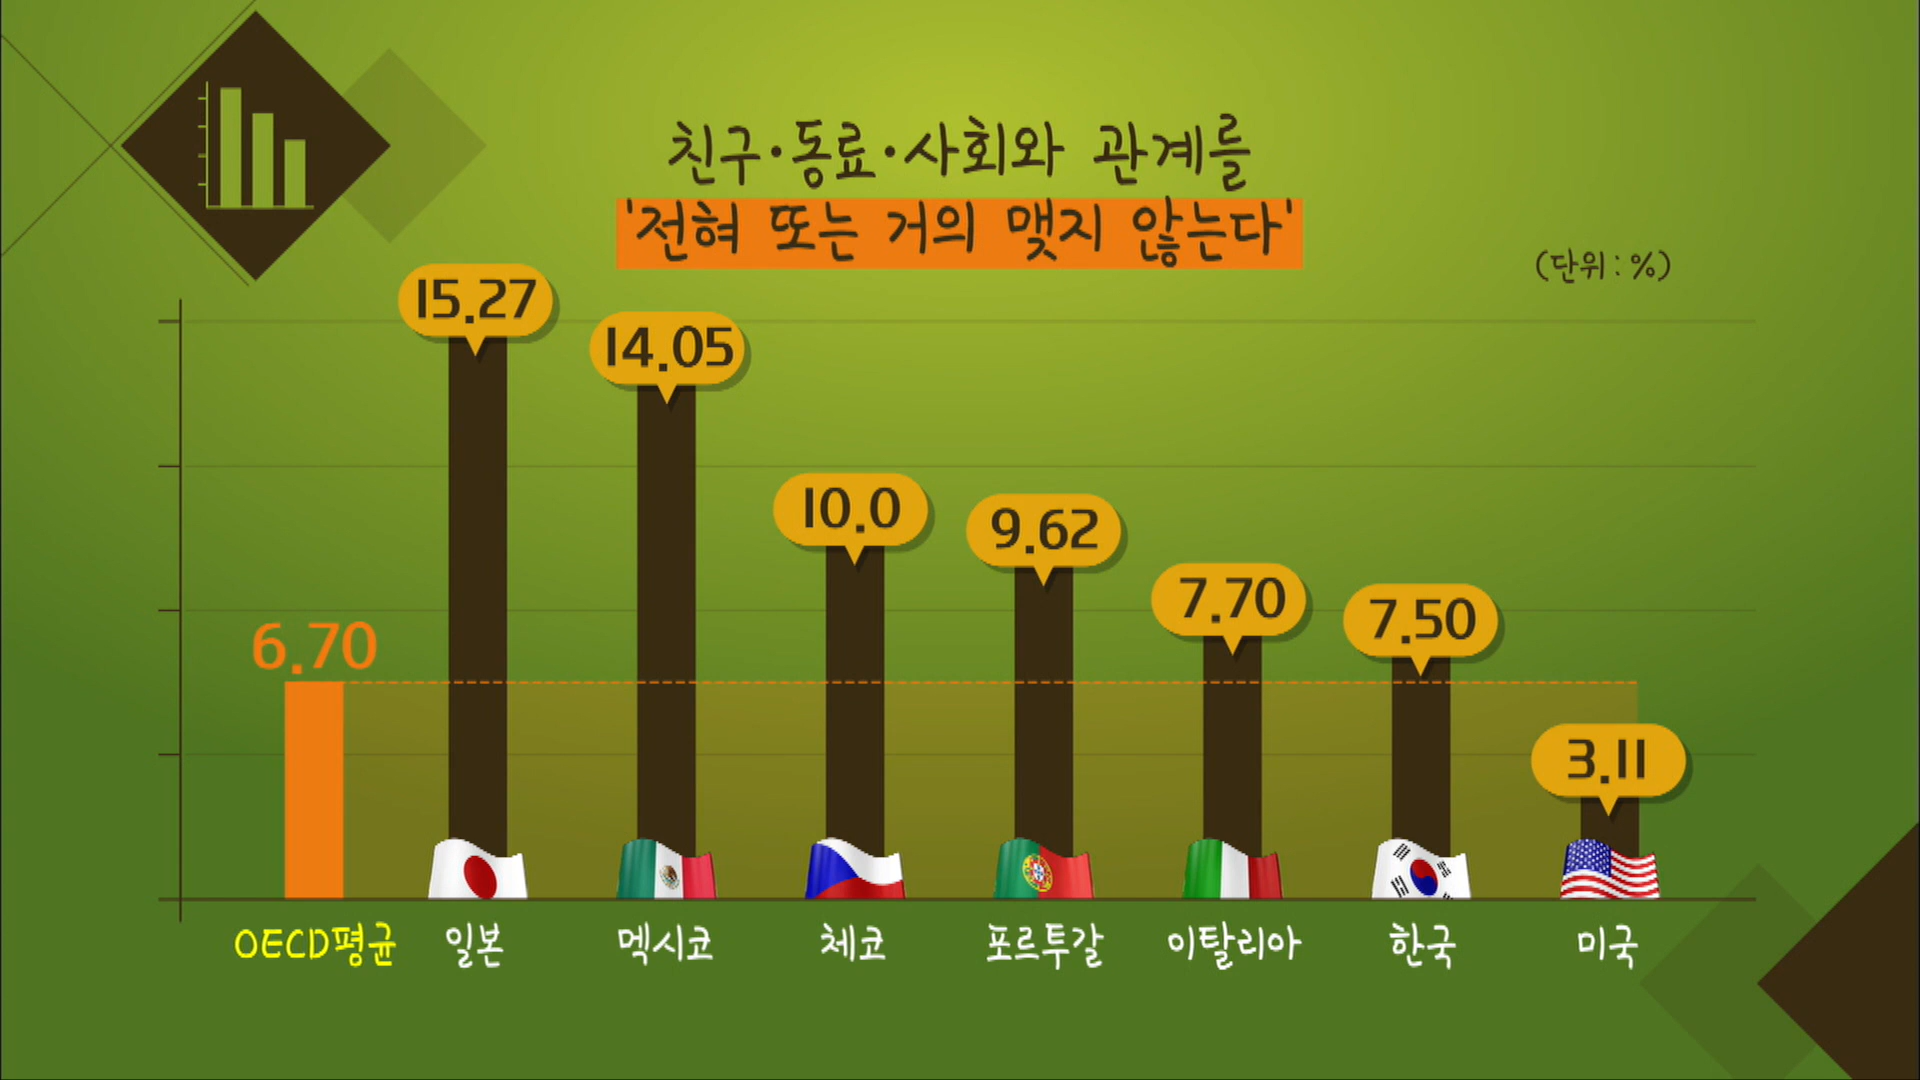 친구·동료·사회와 관계를
'전혀 또는 거의 맺지 않는다'
(단위 : %)
15.27
14.05
10.0
9.62
7.70
7.50
6.70
3.11
OECD평균 일본 멕시코 체코 포르투갈 이탈리아 한국 미국